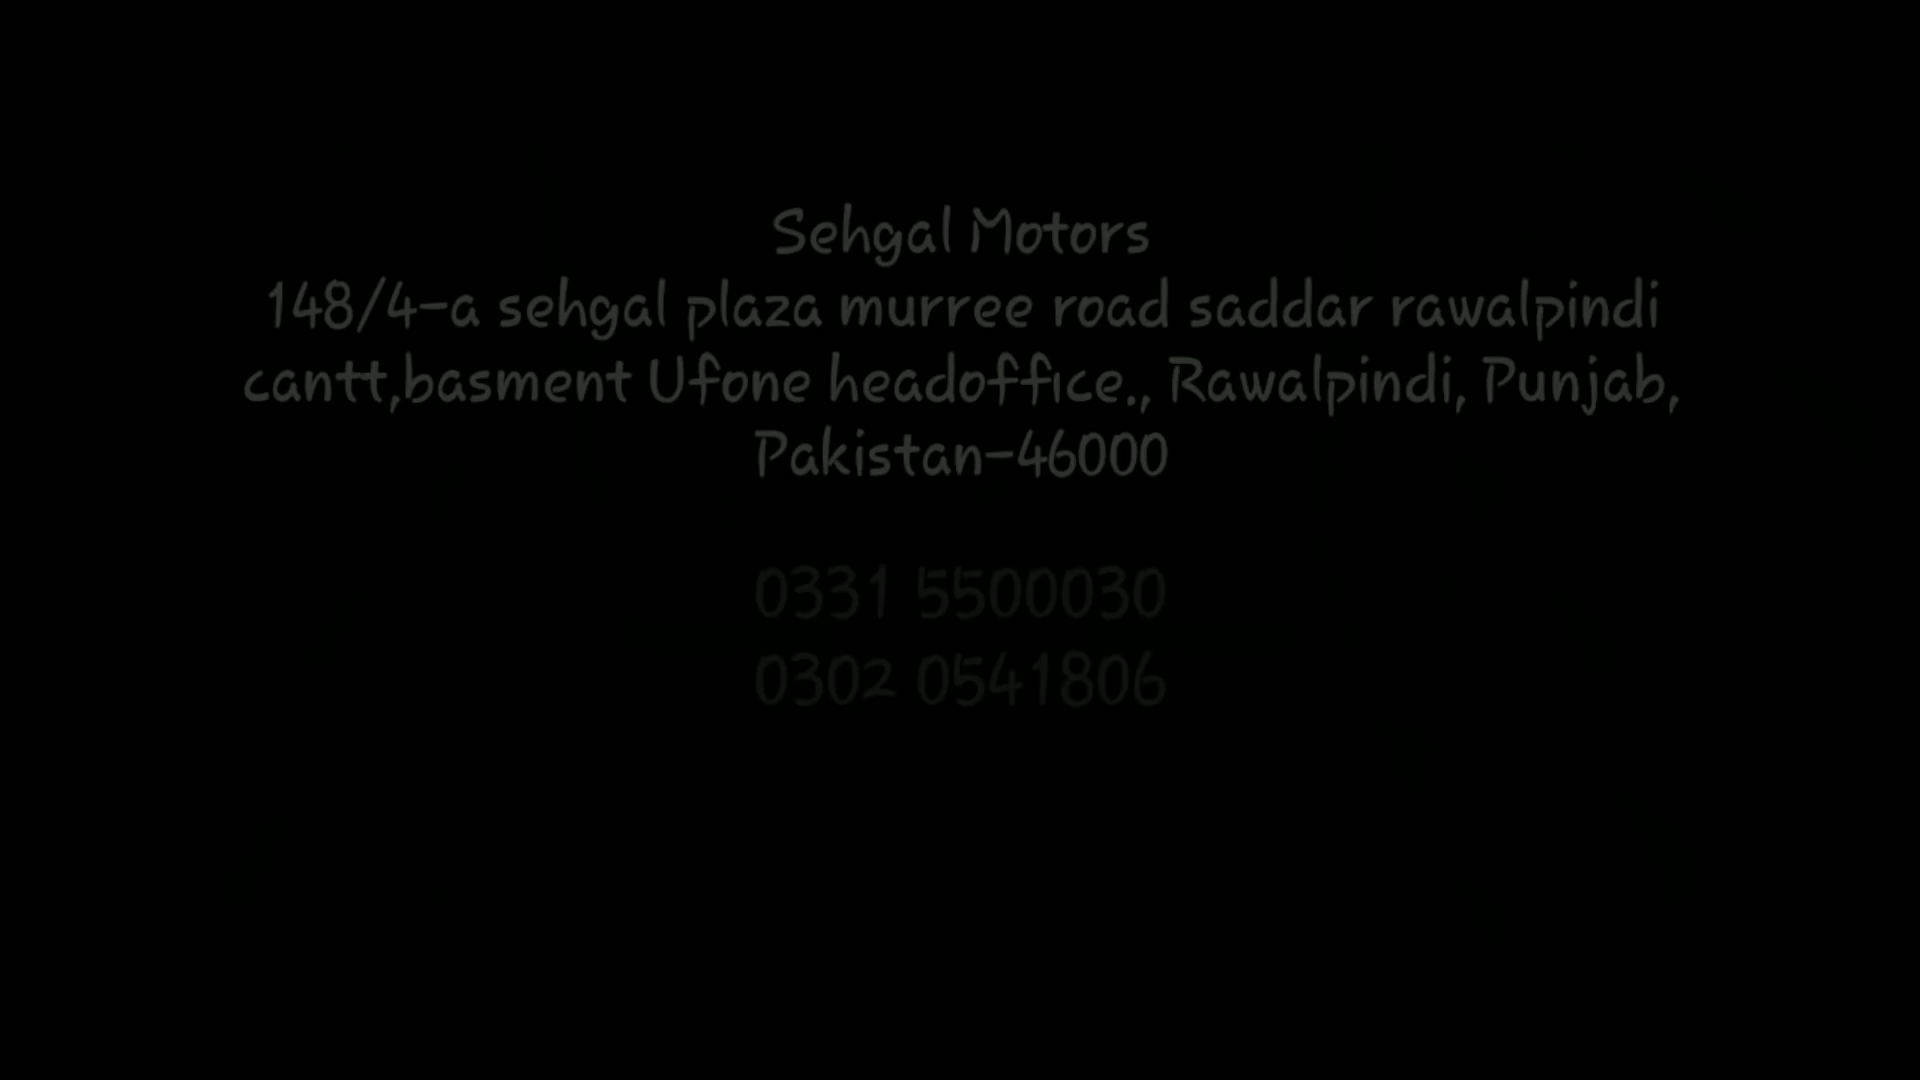 Sehgal Motors
148/4-a sehgal plaza murree road saddar rawalpindi
cantt,basment Ufone headoffice., Rawalpindi, Punjab,
Pakistan-46000
0331 5500030
0302 0541806